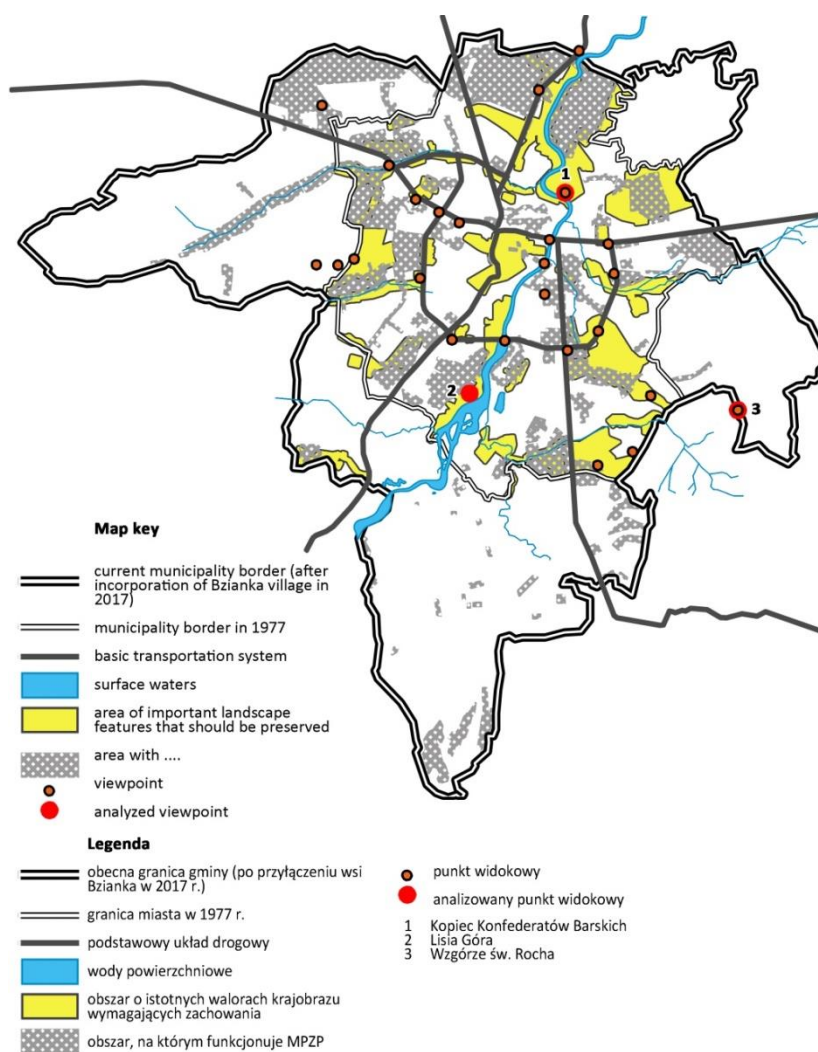 1
2
3
Map key
current municipality border (after
incorporation of Bzianka village in
2017)
municipality border in 1977
basic transportation system
surface waters
area of important landscape
features that should be preserved
area with ....
viewpoint
analyzed viewpoint
Legenda
obecna granica gminy (po przyłączeniu wsi
Bzianka w 2017 r.)
granica miasta w 1977 r.
podstawowy układ drogowy
wody powierzchniowe
obszar o istotnych walorach krajobrazu
wymagających zachowania
obszar, na którym funkcjonuje MPZP
punkt widokowy
analizowany punkt widokowy
1 Kopiec Konfederatów Barskich
2 Lisia Góra
3 Wzgórze św. Rocha